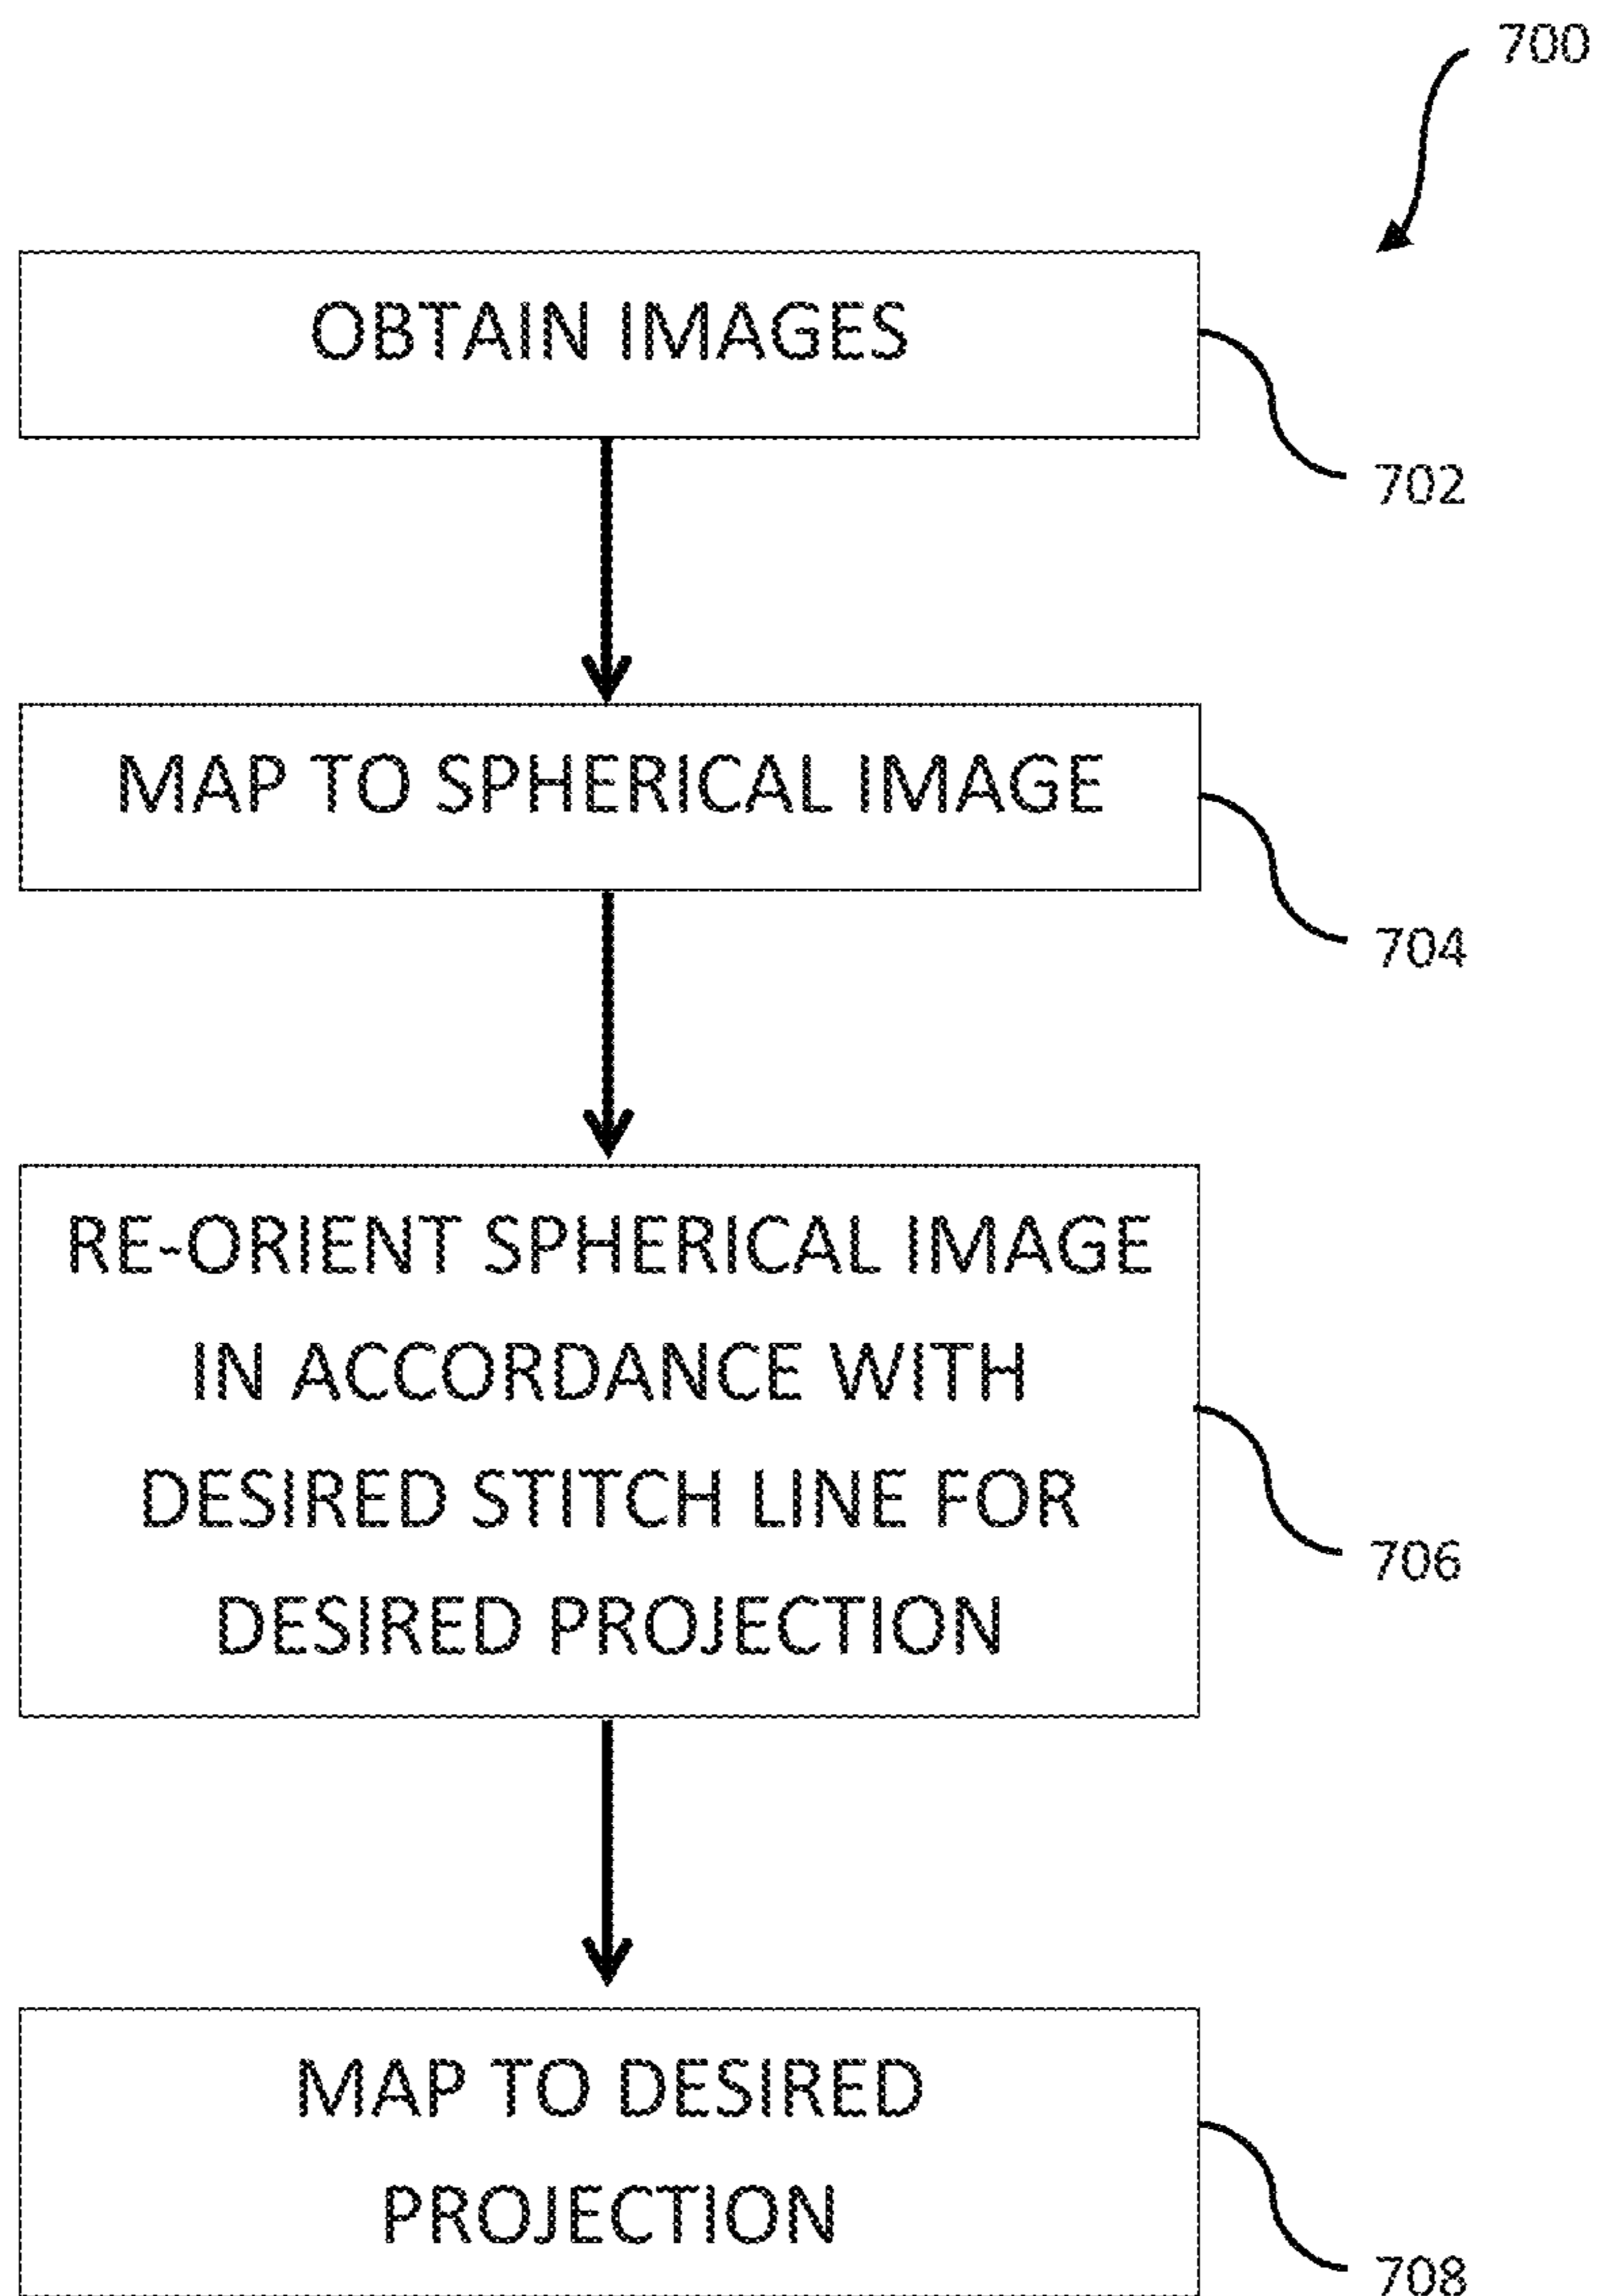 700
OBTAIN IMAGES
702
MAP TO SPHERICAL IMAGE
704
RE-ORIENT SPHERICAL IMAGE
IN ACCORDANCE WITH
DESIRED STITCH LINE FOR
DESIRED PROJECTION
706
MAP TO DESIRED
PROJECTION
708